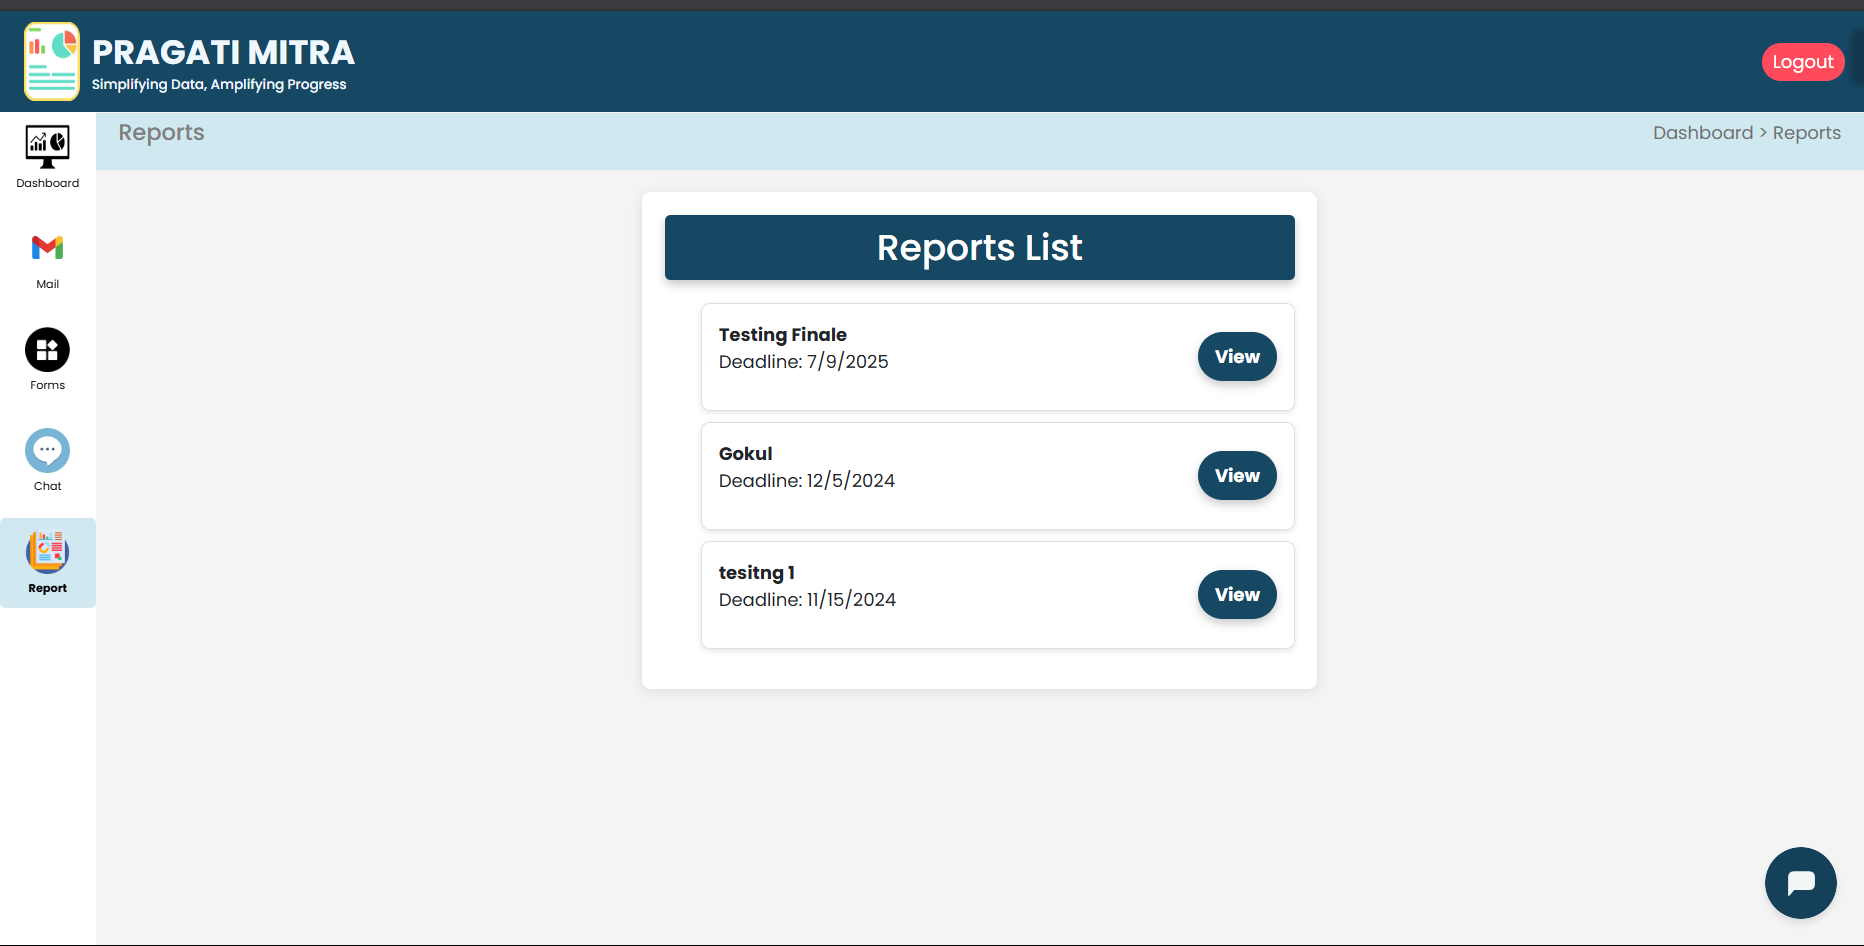 PRAGATI MITRA
Simplifying Data, Amplifying Progress
Logout
Reports
Dashboard > Reports
Dashboard
Mail
Forms
Chat
Report
Reports List
Testing Finale
Deadline: 7/9/2025
View
Gokul
Deadline: 12/5/2024
View
tesitng 1
Deadline: 11/15/2024
View